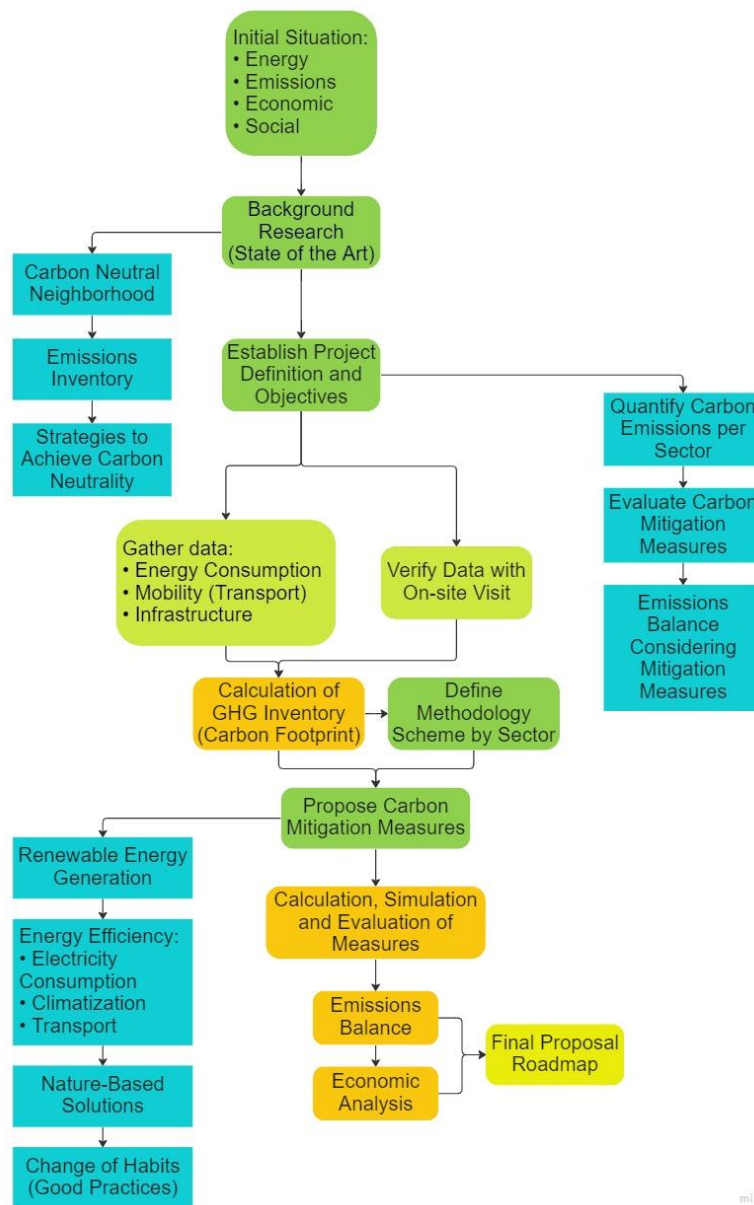 Initial Situation:
• Energy
• Emissions
• Economic
• Social
Background
Research
(State of the Art)
Carbon Neutral
Neighborhood
Emissions
Inventory
Strategies to
Achieve Carbon
Neutrality
Establish Project
Definition and
Objectives
Quantify Carbon
Emissions per
Sector
Evaluate Carbon
Mitigation
Measures
Emissions
Balance
Considering
Mitigation
Measures
Gather data:
• Energy Consumption
• Mobility (Transport)
• Infrastructure
Verify Data with
On-site Visit
Calculation of
GHG Inventory
(Carbon Footprint)
Define
Methodology
Scheme by Sector
Propose Carbon
Mitigation Measures
Renewable Energy
Generation
Energy Efficiency:
• Electricity
Consumption
• Climatization
• Transport
Nature-Based
Solutions
Change of Habits
(Good Practices)
Calculation, Simulation
and Evaluation of
Measures
Emissions
Balance
Economic
Analysis
Final Proposal
Roadmap
mi